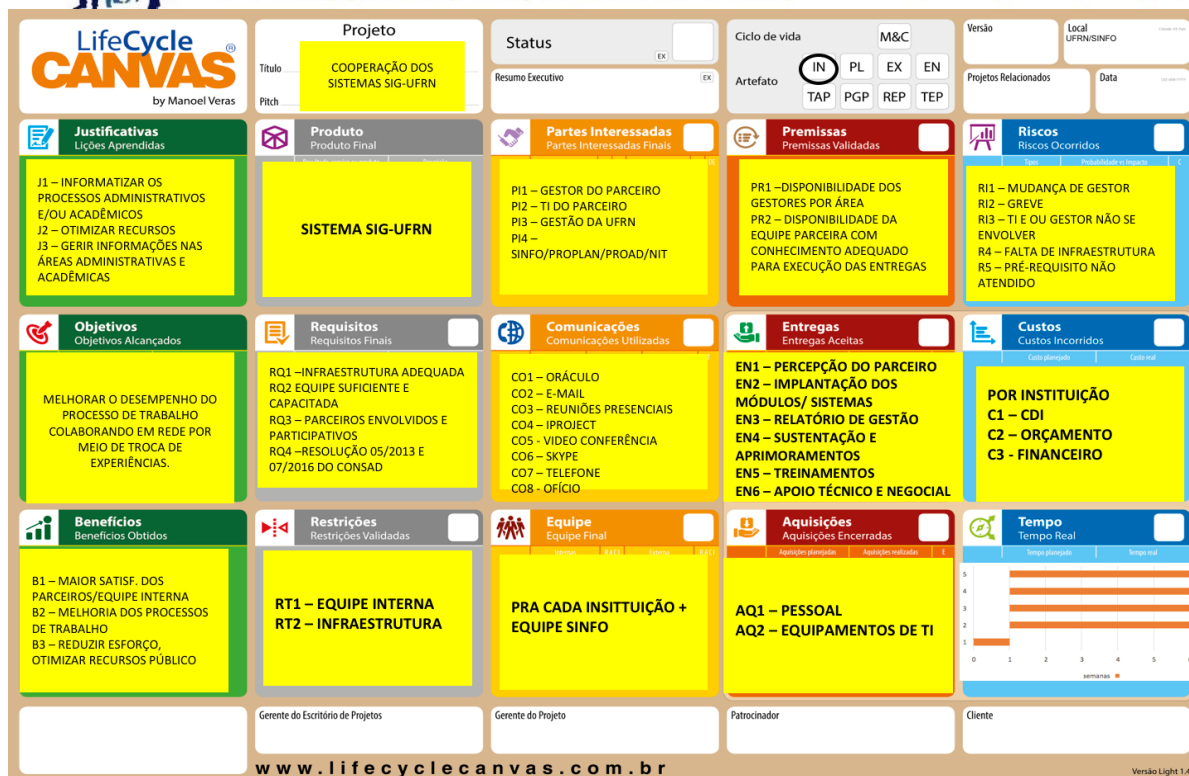 LifeCycle ®
CANVAS
by Manoel Veras
Projeto
Título
COOPERAÇÃO DOS
SISTEMAS SIG-UFRN
Pitch
Status
EX
Resumo Executivo
EX
Ciclo de vida
M&C
IN PL EX EN
Artefato
TAP PGP REP TEP
Versão
Local
UFRN/SINFO
Projetos Relacionados
Data
Justificativas
Lições Aprendidas
J1 – INFORMATIZAR OS
PROCESSOS ADMINISTRATIVOS
E/OU ACADÊMICOS
J2 – OTIMIZAR RECURSOS
J3 – GERIR INFORMAÇÕES NAS
ÁREAS ADMINISTRATIVAS E
ACADÊMICAS
Produto
Produto Final
SISTEMA SIG-UFRN
Partes Interessadas
Partes Interessadas Finais
PI1 – GESTOR DO PARCEIRO
PI2 – TI DO PARCEIRO
PI3 – GESTÃO DA UFRN
PI4 –
SINFO/PROPLAN/PROAD/NIT
Premissas
Premissas Validadas
PR1 –DISPONIBILIDADE DOS
GESTORES POR ÁREA
PR2 – DISPONIBILIDADE DA
EQUIPE PARCEIRA COM
CONHECIMENTO ADEQUADO
PARA EXECUÇÃO DAS ENTREGAS
Riscos
Riscos Ocorridos
Tipos Probabilidade vs Impacto C
RI1 – MUDANÇA DE GESTOR
RI2 – GREVE
RI3 – TI E OU GESTOR NÃO SE
ENVOLVER
R4 – FALTA DE INFRAESTRUTURA
R5 – PRÉ-REQUISITO NÃO
ATENDIDO
Objetivos
Objetivos Alcançados
MELHORAR O DESEMPENHO DO
PROCESSO DE TRABALHO
COLABORANDO EM REDE POR
MEIO DE TROCA DE
EXPERIÊNCIAS.
Requisitos
Requisitos Finais
RQ1 –INFRAESTRUTURA ADEQUADA
RQ2 EQUIPE SUFICIENTE E
CAPACITADA
RQ3 – PARCEIROS ENVOLVIDOS E
PARTICIPATIVOS
RQ4 –RESOLUÇÃO 05/2013 E
07/2016 DO CONSAD
Comunicações
Comunicações Utilizadas
CO1 – ORÁCULO
CO2 – E-MAIL
CO3 – REUNIÕES PRESENCIAIS
CO4 – IPROJECT
CO5 - VIDEO CONFERÊNCIA
CO6 – SKYPE
CO7 – TELEFONE
CO8 - OFÍCIO
Entregas
Entregas Aceitas
EN1 – PERCEPÇÃO DO PARCEIRO
EN2 – IMPLANTAÇÃO DOS
MÓDULOS/ SISTEMAS
EN3 – RELATÓRIO DE GESTÃO
EN4 – SUSTENTAÇÃO E
APRIMORAMENTOS
EN5 – TREINAMENTOS
EN6 – APOIO TÉCNICO E NEGOCIAL
Custos
Custos Incorridos
Custo planejado Custo real
POR INSTITUIÇÃO
C1 – CDI
C2 – ORÇAMENTO
C3 - FINANCEIRO
Benefícios
Benefícios Obtidos
B1 – MAIOR SATISF. DOS
PARCEIROS/EQUIPE INTERNA
B2 – MELHORIA DOS PROCESSOS
DE TRABALHO
B3 – REDUZIR ESFORÇO,
OTIMIZAR RECURSOS PÚBLICO
Restrições
Restrições Validadas
RT1 – EQUIPE INTERNA
RT2 – INFRAESTRUTURA
Equipe
Equipe Final
Interna R A C I Externa R A C I
PRA CADA INSITTUIÇÃO +
EQUIPE SINFO
Aquisições
Aquisições Encerradas
Aquisições planejadas Aquisições realizadas E
AQ1 – PESSOAL
AQ2 – EQUIPAMENTOS DE TI
Tempo
Tempo Real
Tempo planejado Tempo real
5
4
3
2
1
0 1 2 3 4 5
semanas
Gerente do Escritório de Projetos
Gerente do Projeto
Patrocinador
Cliente
www.lifecyclecanvas.com.br
Versão Light 1.4